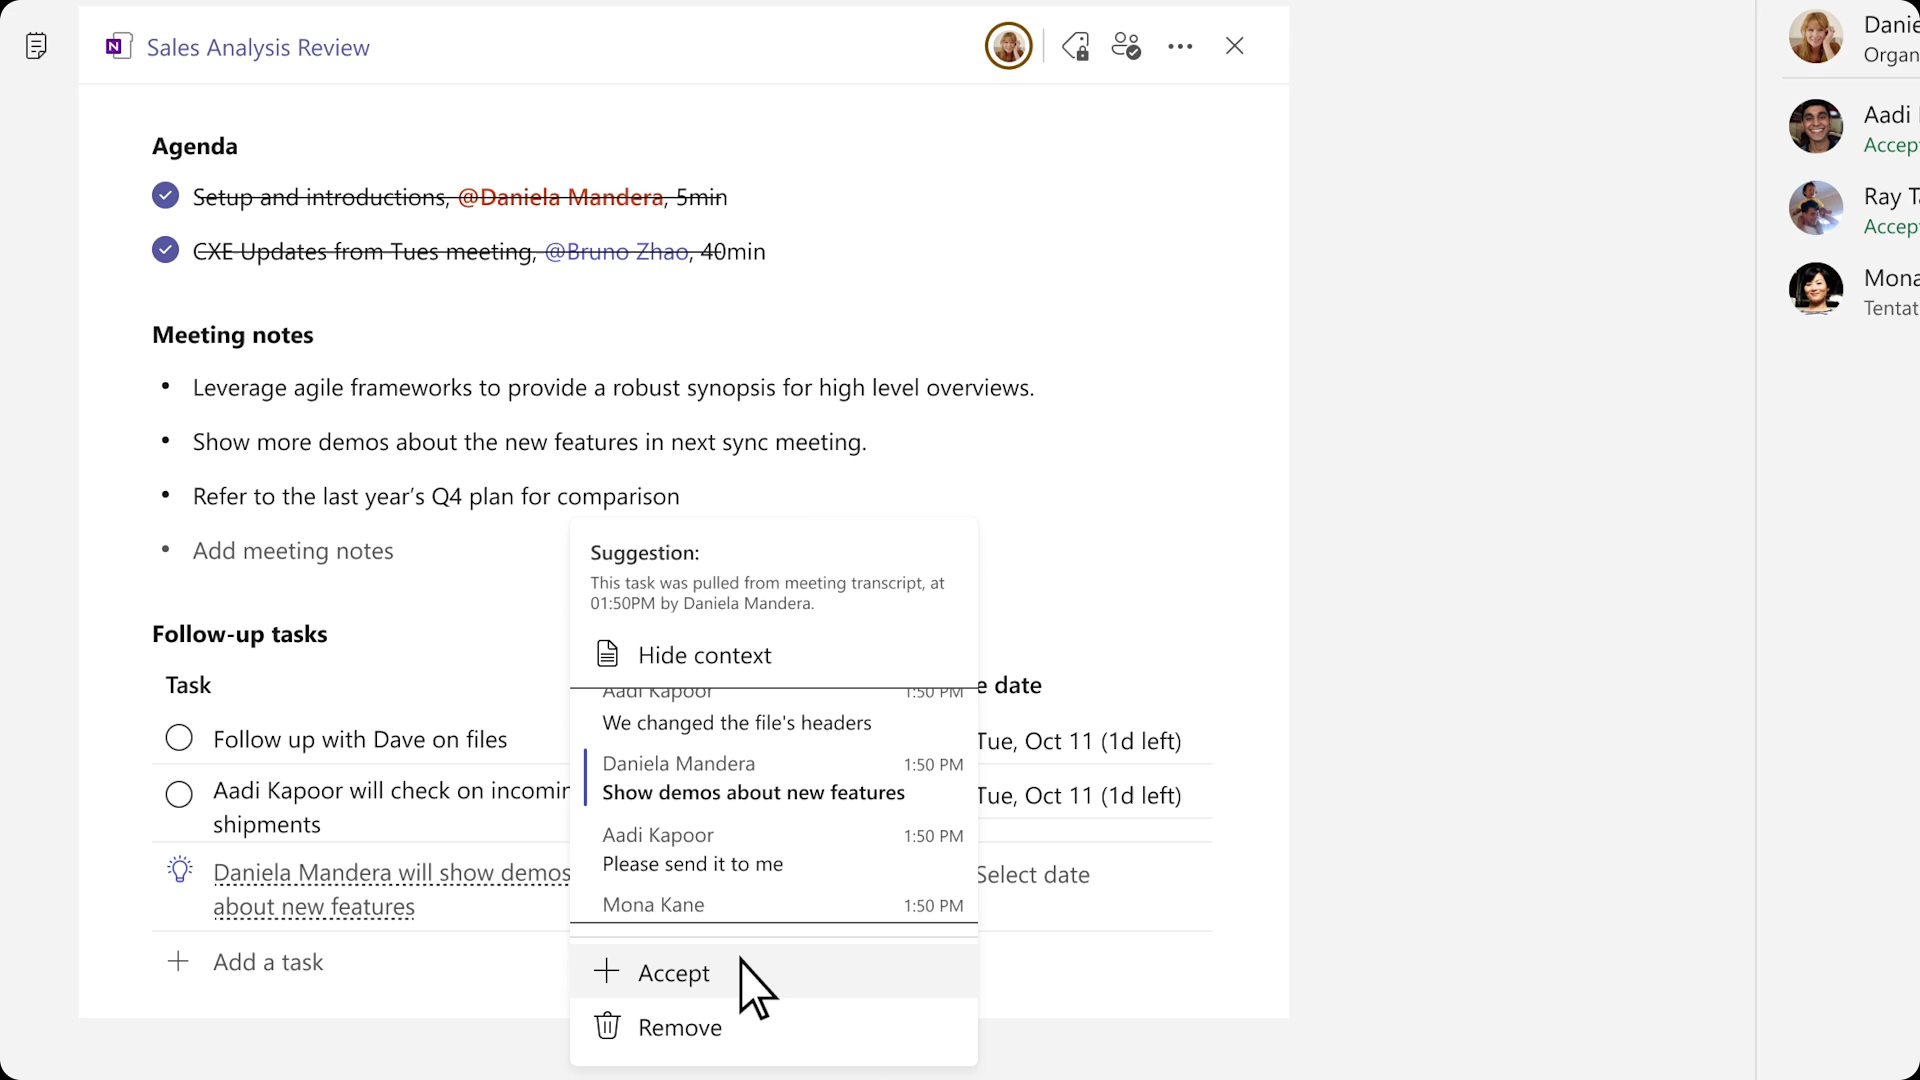 Sales Analysis Review
Agenda
Setup and introductions, @Daniela Mandera, 5min
CXE Updates from Tues meeting, @Bruno Zhao, 40min
Meeting notes
• Leverage agile frameworks to provide a robust synopsis for high level overviews.
• Show more demos about the new features in next sync meeting.
• Refer to the last year's Q4 plan for comparison
• Add meeting notes
Follow-up tasks
Task
Follow up with Dave on files
Aadi Kapoor will check on
shipments
Daniela Mandera will show demos
about new features
Add a task
Suggestion:
This task was pulled from meeting transcript, at
01:50PM by Daniela Mandera.
Hide context
Aadi Kapoor 1:50 PM
We changed the file's headers
Daniela Mandera 1:50 PM
Show demos about new features
Aadi Kapoor 1:50 PM
Please send it to me
Mona Kane 1:50 PM
Accept
Remove
date
Tue, Oct 11 (1d left)
Tue, Oct 11 (1d left)
Select date
Aadi
Ray
Mona